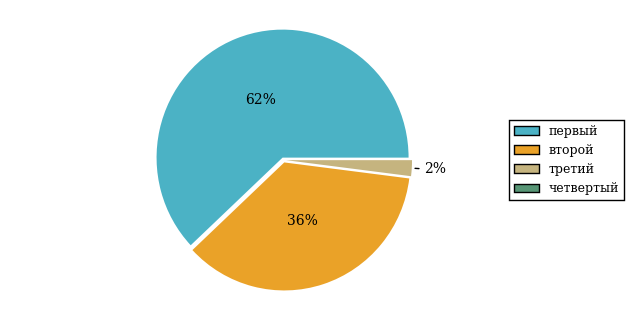 62%
36%
2%
первый
второй
третий
четвертый